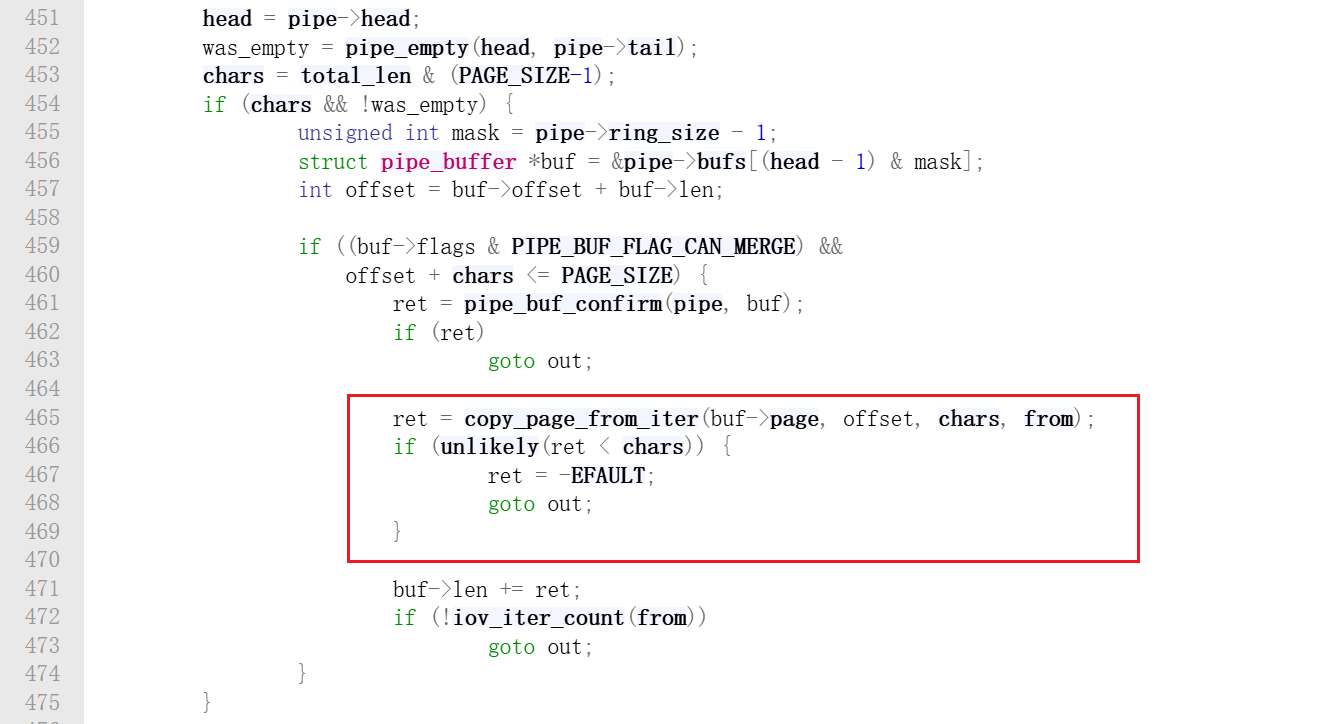 451 head = pipe->head;
452 was_empty = pipe_empty(head, pipe->tail);
453 chars = total_len & (PAGE_SIZE-1);
454 if (chars && !was_empty) {
455 unsigned int mask = pipe->ring_size - 1;
456 struct pipe_buffer *buf = &pipe->bufs[(head - 1) & mask];
457 int offset = buf->offset + buf->len;
458
459 if ((buf->flags & PIPE_BUF_FLAG_CAN_MERGE) &&
460 offset + chars <= PAGE_SIZE) {
461 ret = pipe_buf_confirm(pipe, buf);
462 if (ret)
463 goto out;
464
465 ret = copy_page_from_iter(buf->page, offset, chars, from);
466 if (unlikely(ret < chars)) {
467 ret = -EFAULT;
468 goto out;
469 }
470
471 buf->len += ret;
472 if (!iov_iter_count(from))
473 goto out;
474 }
475 }